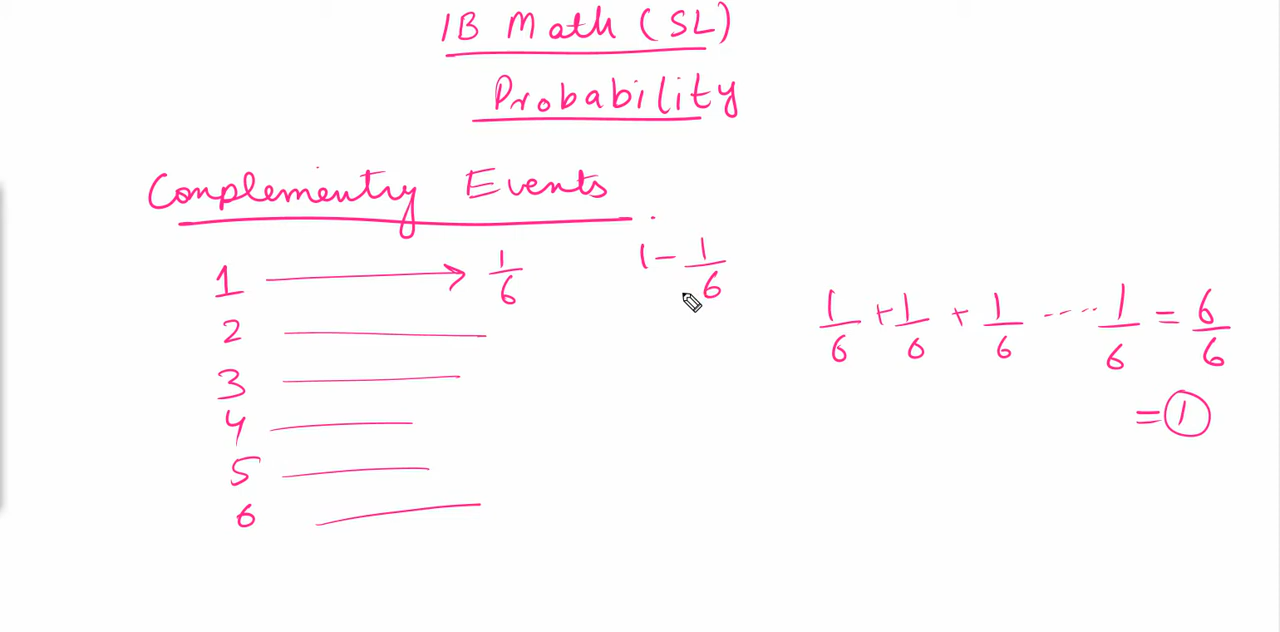 IB Math (SL)
Probability
Complementry Events
1 → 1/6
1 - 1/6
2
3
4
5
6
1/6 + 1/6 + 1/6 ---- 1/6 = 6/6
= 1